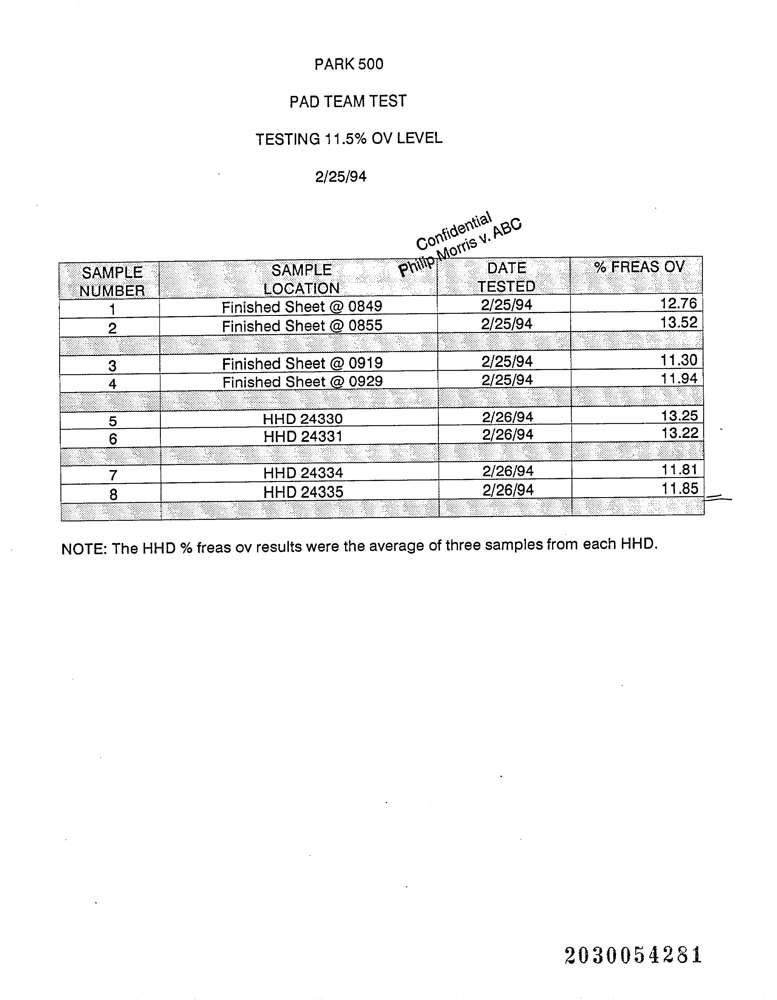 PARK 500
PAD TEAM TEST
TESTING 11.5% OV LEVEL
2/25/94
Confidential
Philip Morris v. ABC
SAMPLE NUMBER SAMPLE LOCATION DATE TESTED % FREAS OV
1 Finished Sheet @ 0849 2/25/94 12.76
2 Finished Sheet @ 0855 2/25/94 13.52
3 Finished Sheet @ 0919 2/25/94 11.30
4 Finished Sheet @ 0929 2/25/94 11.94
5 HHD 24330 2/26/94 13.25
6 HHD 24331 2/26/94 13.22
7 HHD 24334 2/26/94 11.81
8 HHD 24335 2/26/94 11.85
NOTE: The HHD % freas ov results were the average of three samples from each HHD.
2030054281